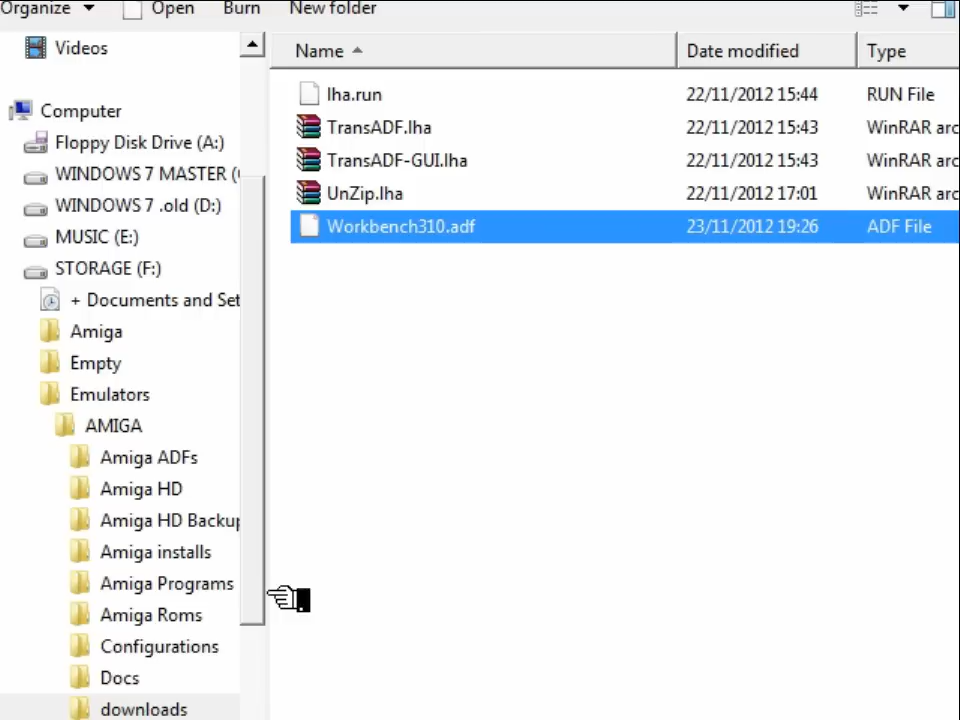 Organize Open Burn New folder
Videos
Computer
Floppy Disk Drive (A:)
WINDOWS 7 MASTER (
WINDOWS 7 .old (D:)
MUSIC (E:)
STORAGE (F:)
+ Documents and Set
Amiga
Empty
Emulators
AMIGA
Amiga ADFs
Amiga HD
Amiga HD Backup
Amiga installs
Amiga Programs
Amiga Roms
Configurations
Docs
downloads
Name Date modified Type
lha.run 22/11/2012 15:44 RUN File
TransADF.lha 22/11/2012 15:43 WinRAR arc
TransADF-GUI.lha 22/11/2012 15:43 WinRAR arc
UnZip.lha 22/11/2012 17:01 WinRAR arc
Workbench310.adf 23/11/2012 19:26 ADF File